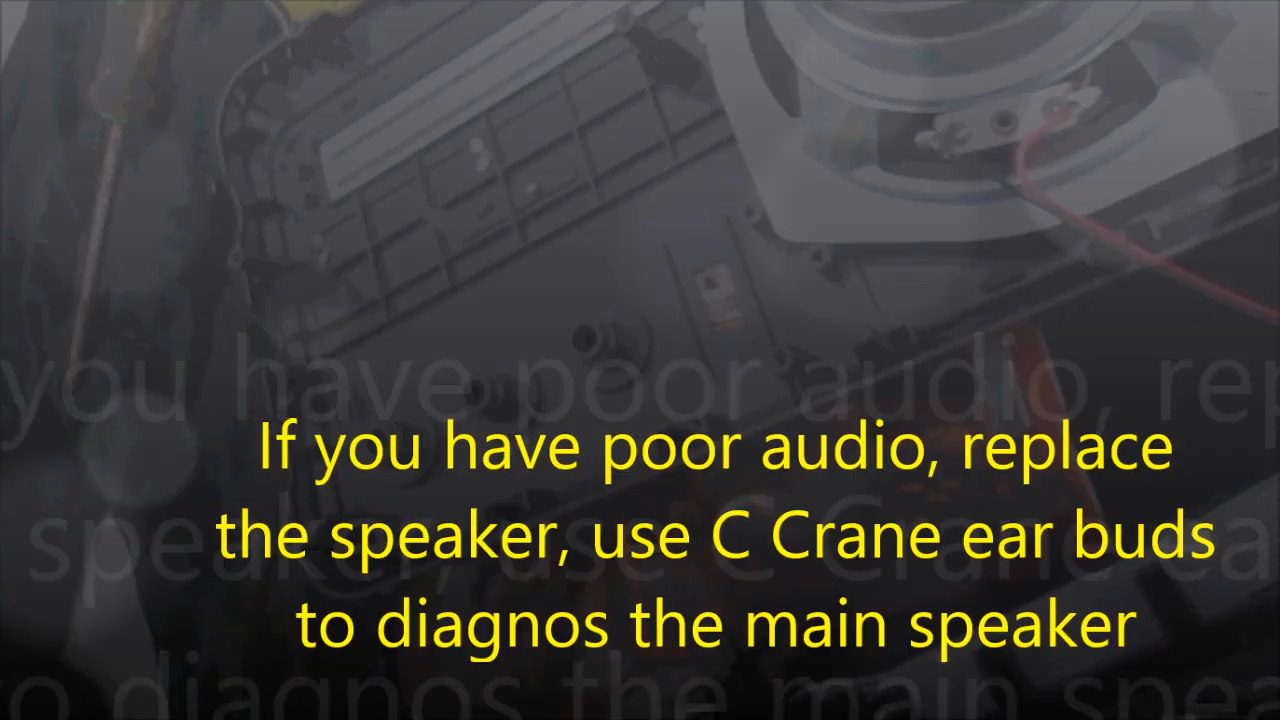 If you have poor audio, replace
the speaker, use C Crane ear buds
to diagnos the main speaker